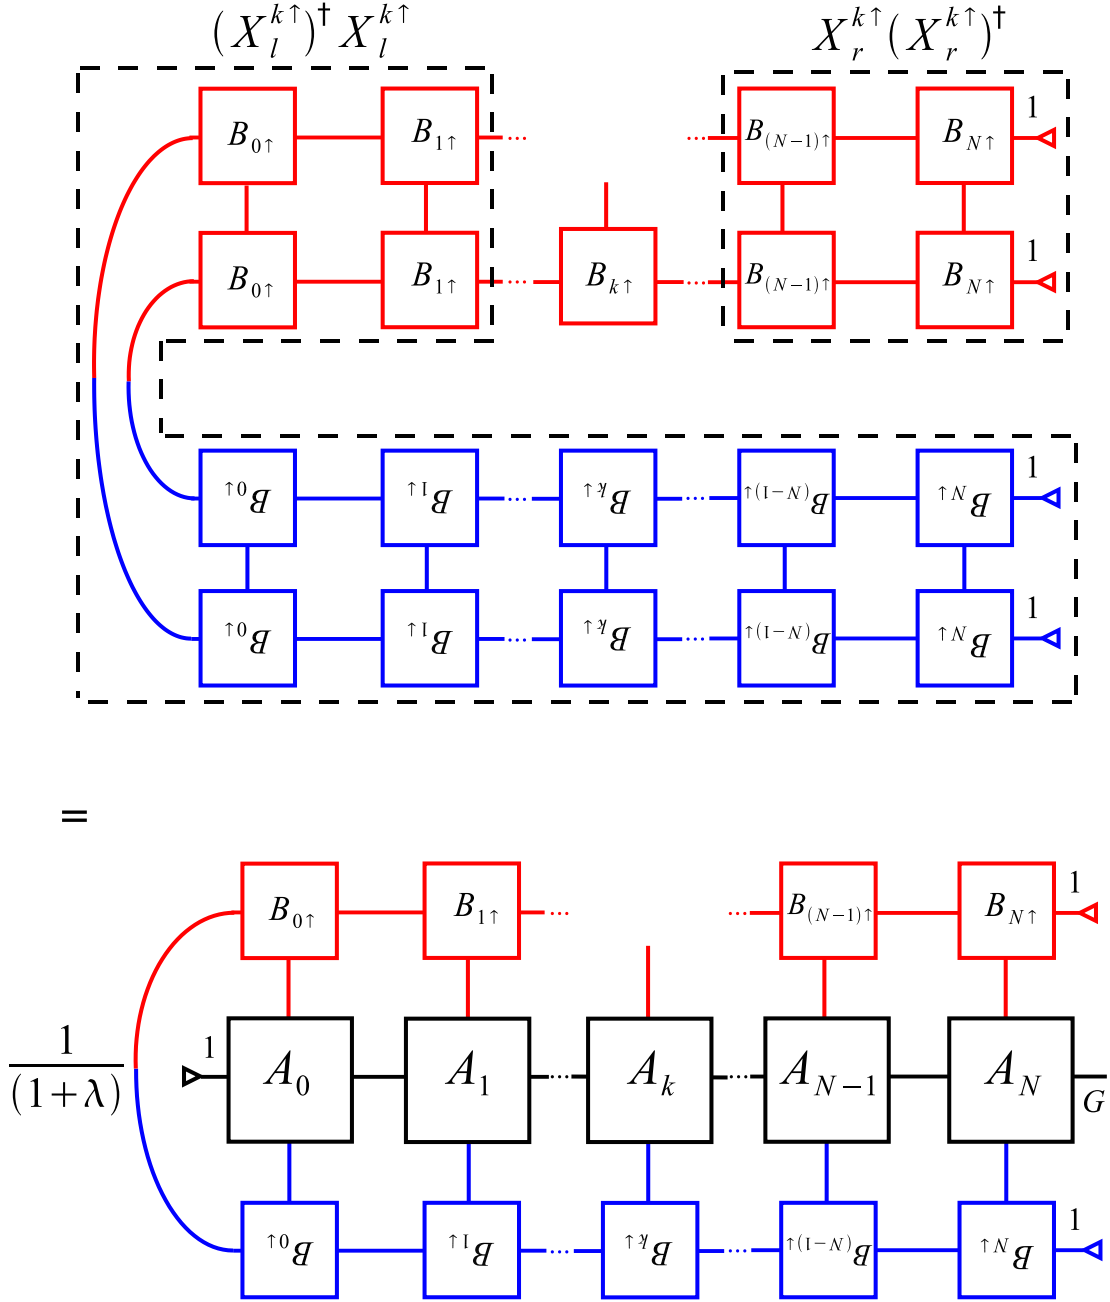 (X_l^{k↑})^† X_l^{k↑} X_r^{k↑} (X_r^{k↑})^†
B_{0↑} B_{1↑} ... ... B_{(N−1)↑} B_{N↑} 1
B_{0↑} B_{1↑} ... B_{k↑} ... B_{(N−1)↑} B_{N↑} 1
B_{0↑} B_{1↑} ... B_{k↑} ... B_{(N−1)↑} B_{N↑} 1
B_{0↑} B_{1↑} ... B_{k↑} ... B_{(N−1)↑} B_{N↑} 1
=
B_{0↑} B_{1↑} ... ... B_{(N−1)↑} B_{N↑} 1
1/(1+λ) 1 A_0 A_1 ... A_k ... A_{N−1} A_N G
B_{0↑} B_{1↑} ... B_{k↑} ... B_{(N−1)↑} B_{N↑} 1